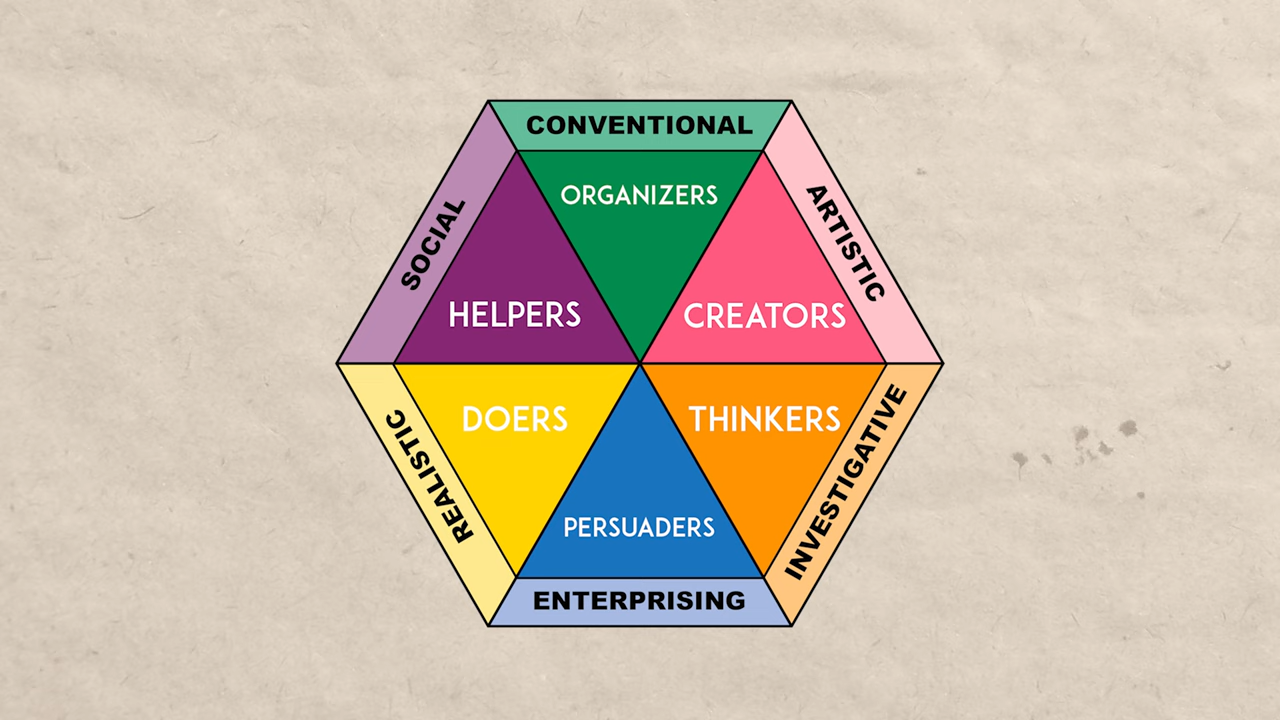 CONVENTIONAL
ORGANIZERS
SOCIAL
ARTISTIC
HELPERS
CREATORS
DOERS
THINKERS
REALISTIC
INVESTIGATIVE
PERSUADERS
ENTERPRISING